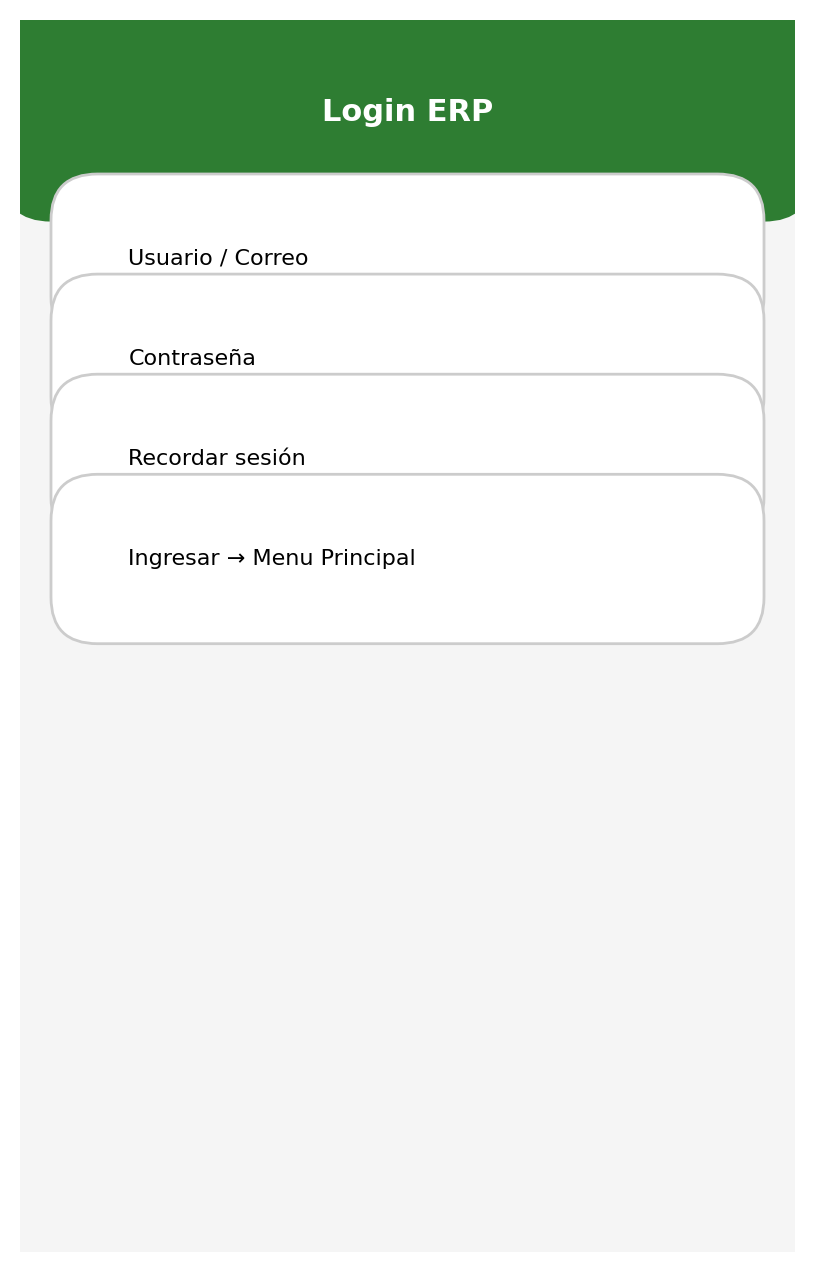 Login ERP
Usuario / Correo
Contraseña
Recordar sesión
Ingresar → Menu Principal